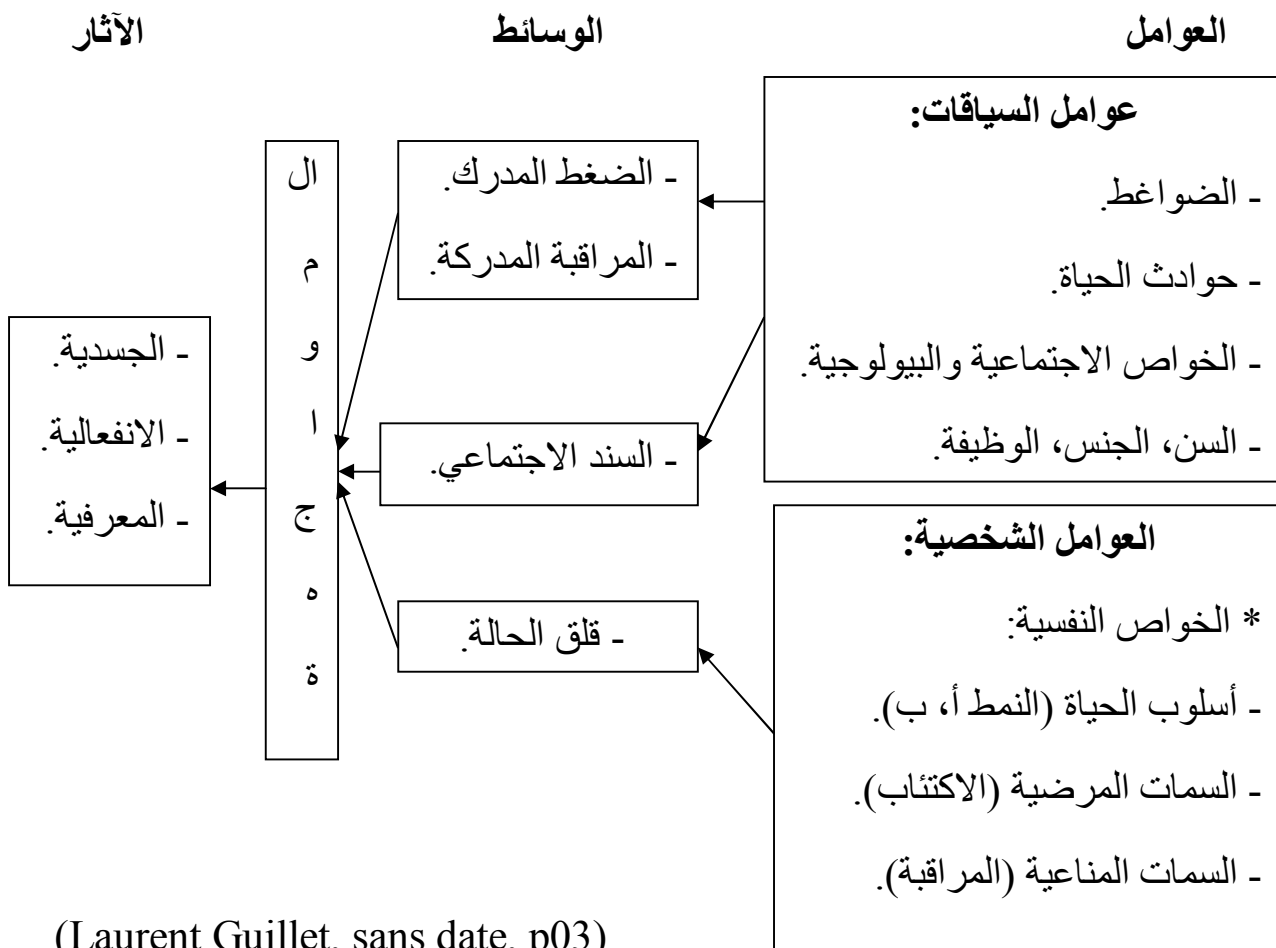 العوامل
الوسائط
الآثار
عوامل السياقات:
- الضواغط.
- حوادث الحياة.
- الخواص الاجتماعية والبيولوجية.
- السن، الجنس، الوظيفة.
العوامل الشخصية:
* الخواص النفسية:
- أسلوب الحياة (النمط أ، ب).
- السمات المرضية (الاكتئاب).
- السمات المناعية (المراقبة).
- الضغط المدرك.
- المراقبة المدركة.
- السند الاجتماعي.
- قلق الحالة.
ال
م
و
ا
ج
ه
ة
- الجسدية.
- الانفعالية.
- المعرفية.
(Laurent Guillet, sans date, p03)